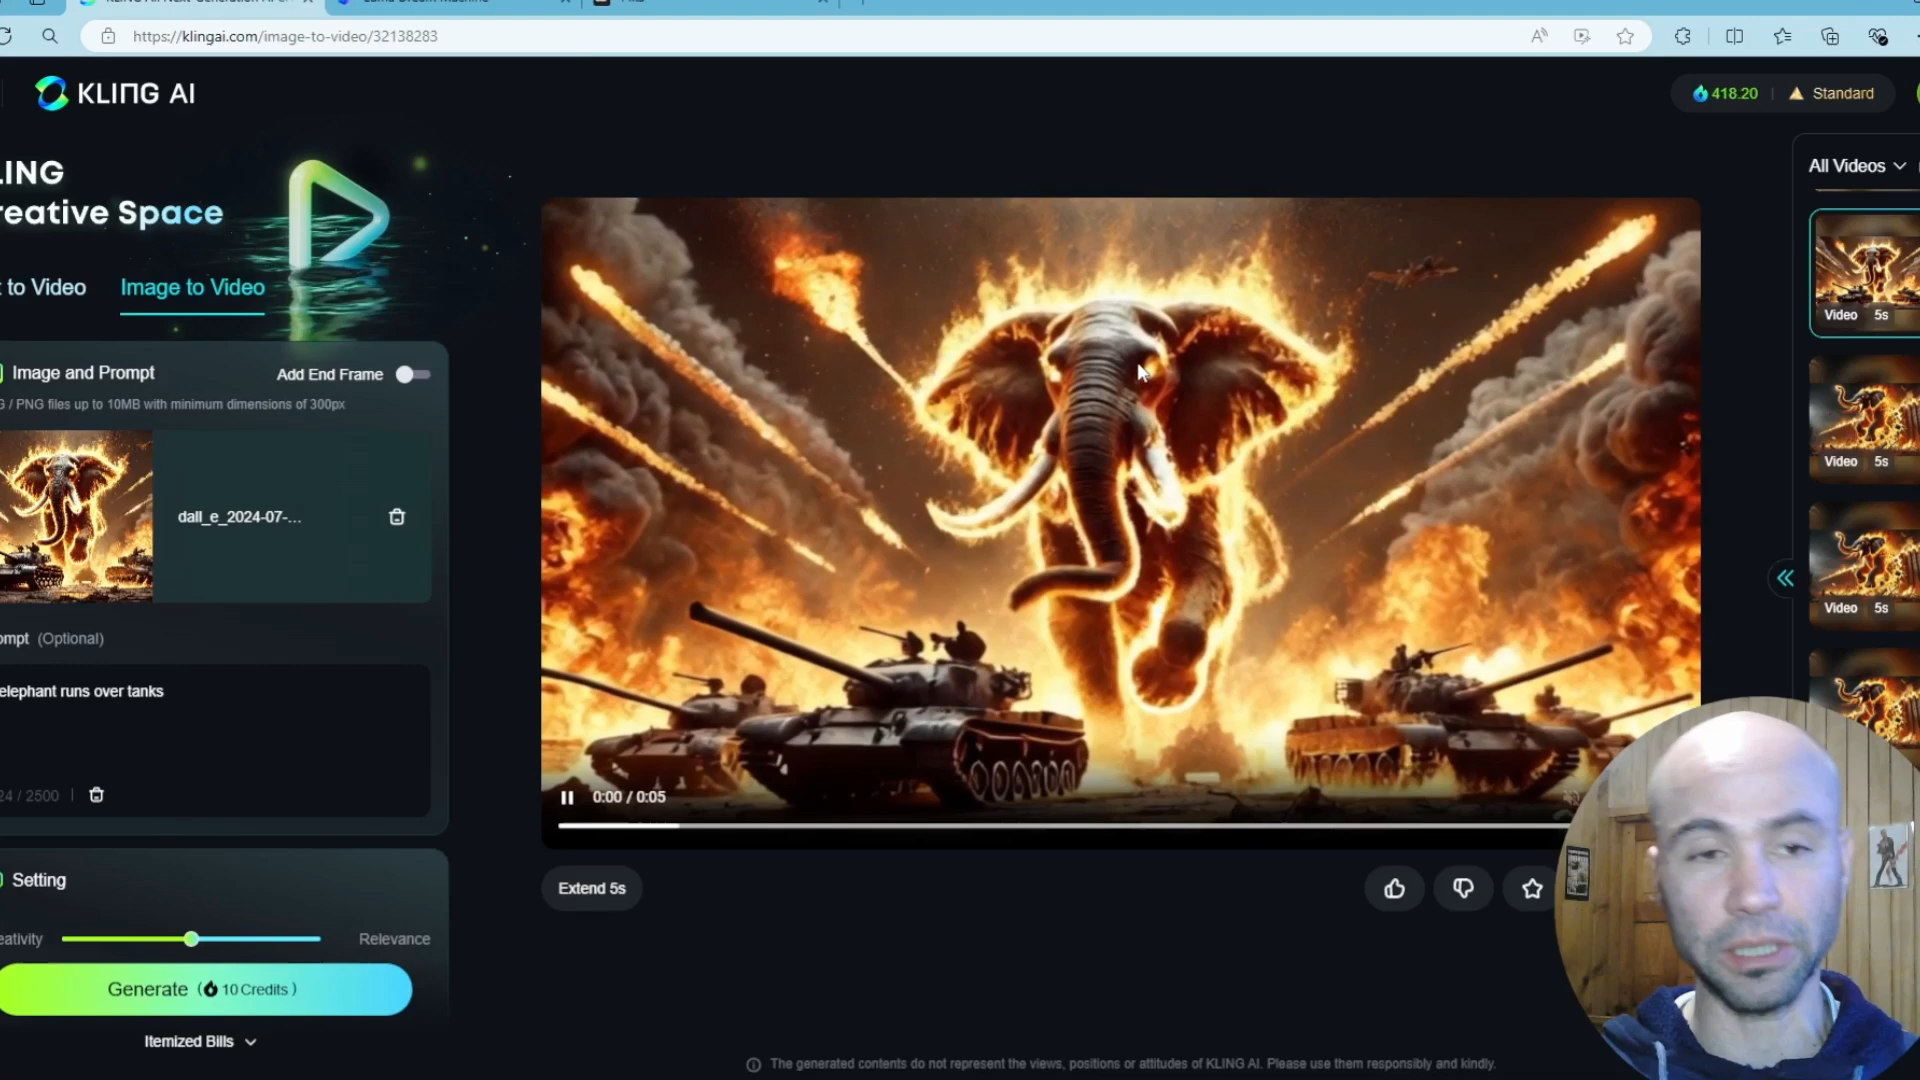 https://klingai.com/image-to-video/32138283
KLING AI
418.20
Standard
LING
reative Space
All Videos
to Video
Image to Video
Video 5s
Image and Prompt
Add End Frame
G / PNG files up to 10MB with minimum dimensions of 300px
Video 5s
dall_e_2024-07-...
Video 5s
ompt (Optional)
elephant runs over tanks
24 / 2500
0:00 / 0:05
Setting
Extend 5s
eativity
Relevance
Generate ( 10 Credits )
Itemized Bills
The generated contents do not represent the views, positions or attitudes of KLING AI. Please use them responsibly and kindly.